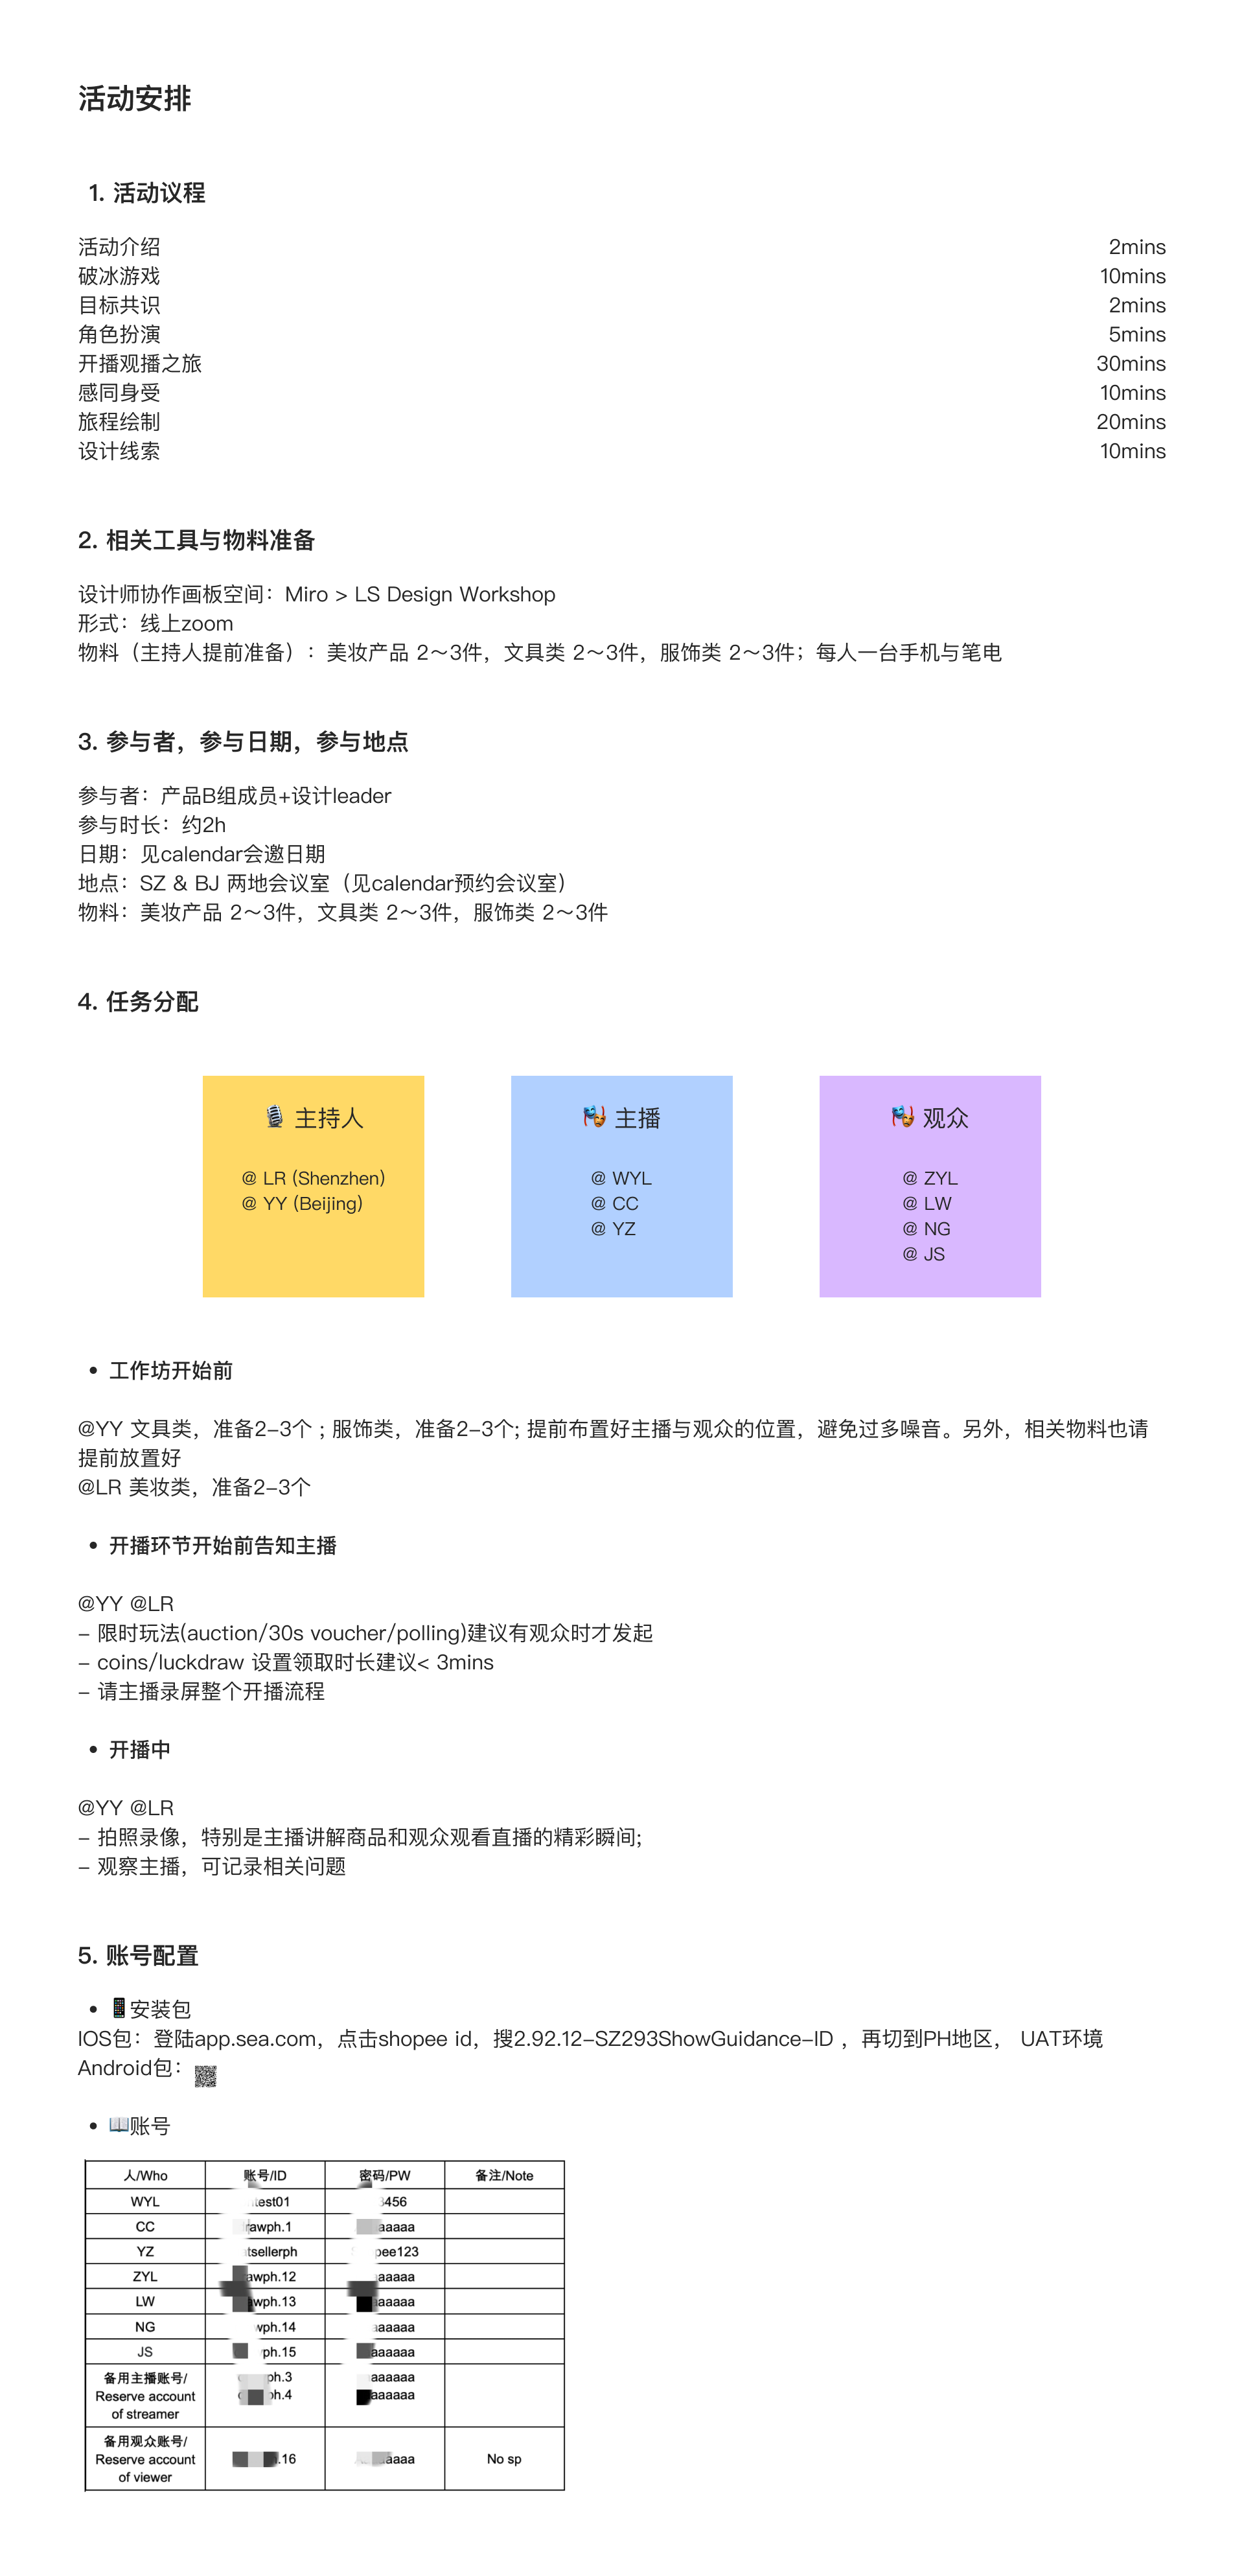 活动安排
1. 活动议程
活动介绍 2mins
破冰游戏 10mins
目标共识 2mins
角色扮演 5mins
开播观播之旅 30mins
感同身受 10mins
旅程绘制 20mins
设计线索 10mins
2. 相关工具与物料准备
设计师协作画板空间：Miro > LS Design Workshop
形式：线上zoom
物料（主持人提前准备）：美妆产品 2～3件，文具类 2～3件，服饰类 2～3件；每人一台手机与笔电
3. 参与者，参与日期，参与地点
参与者：产品B组成员+设计leader
参与时长：约2h
日期：见calendar会邀日期
地点：SZ & BJ 两地会议室（见calendar预约会议室）
物料：美妆产品 2～3件，文具类 2～3件，服饰类 2～3件
4. 任务分配
主持人
@ LR (Shenzhen)
@ YY (Beijing)
主播
@ WYL
@ CC
@ YZ
观众
@ ZYL
@ LW
@ NG
@ JS
• 工作坊开始前
@YY 文具类，准备2-3个 ; 服饰类，准备2-3个; 提前布置好主播与观众的位置，避免过多噪音。另外，相关物料也请
提前放置好
@LR 美妆类，准备2-3个
• 开播环节开始前告知主播
@YY @LR
- 限时玩法(auction/30s voucher/polling)建议有观众时才发起
- coins/luckdraw 设置领取时长建议< 3mins
- 请主播录屏整个开播流程
• 开播中
@YY @LR
- 拍照录像，特别是主播讲解商品和观众观看直播的精彩瞬间;
- 观察主播，可记录相关问题
5. 账号配置
• 📱安装包
IOS包：登陆app.sea.com，点击shopee id，搜2.92.12-SZ293ShowGuidance-ID ，再切到PH地区， UAT环境
Android包：
• 📖账号
人/Who 账号/ID 密码/PW 备注/Note
WYL test01 456
CC rawph.1 aaaaa
YZ tsellerph pee123
ZYL awph.12 aaaaa
LW wph.13 aaaaaa
NG wph.14 aaaaaa
JS ph.15 aaaaaa
备用主播账号/
Reserve account
of streamer
ph.3 aaaaaa
ph.4 aaaaaa
备用观众账号/
Reserve account
of viewer
.16 aaaa No sp